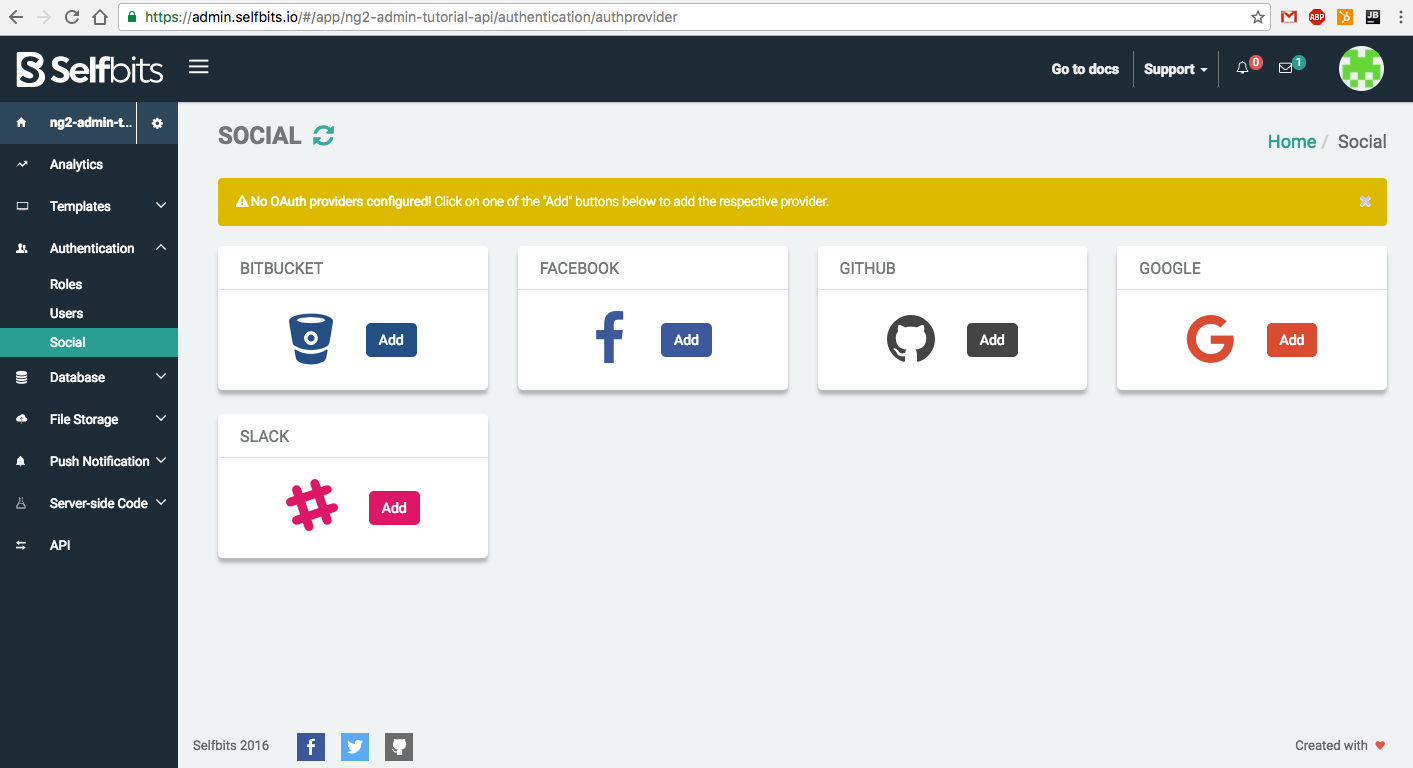 https://admin.selfbits.io/#/app/ng2-admin-tutorial-api/authentication/authprovider
ABP
JB
Selfbits
Go to docs
Support
0
1
ng2-admin-t...
Analytics
Templates
Authentication
Roles
Users
Social
Database
File Storage
Push Notification
Server-side Code
API
SOCIAL
Home / Social
No OAuth providers configured! Click on one of the "Add" buttons below to add the respective provider.
BITBUCKET
Add
FACEBOOK
Add
GITHUB
Add
GOOGLE
Add
SLACK
Add
Selfbits 2016
Created with